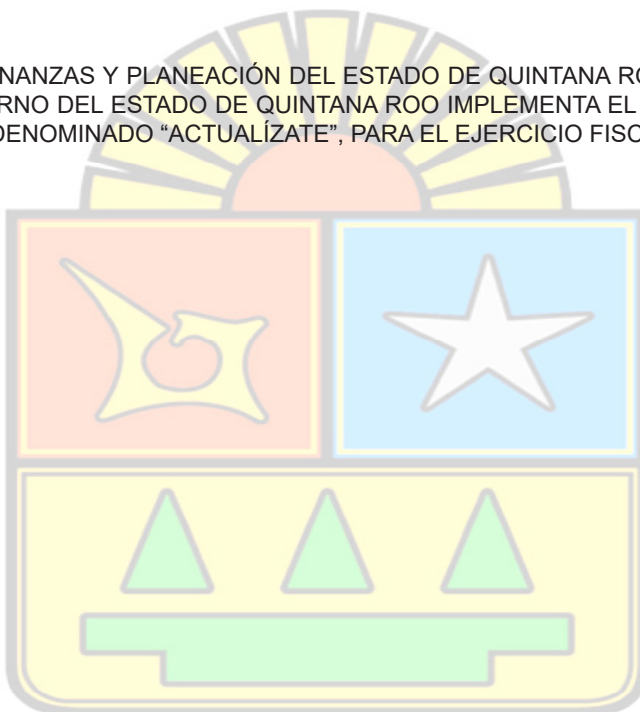 NANZAS Y PLANEACIÓN DEL ESTADO DE QUINTANA RO
RNO DEL ESTADO DE QUINTANA ROO IMPLEMENTA EL
DENOMINADO “ACTUALÍZATE”, PARA EL EJERCICIO FISC